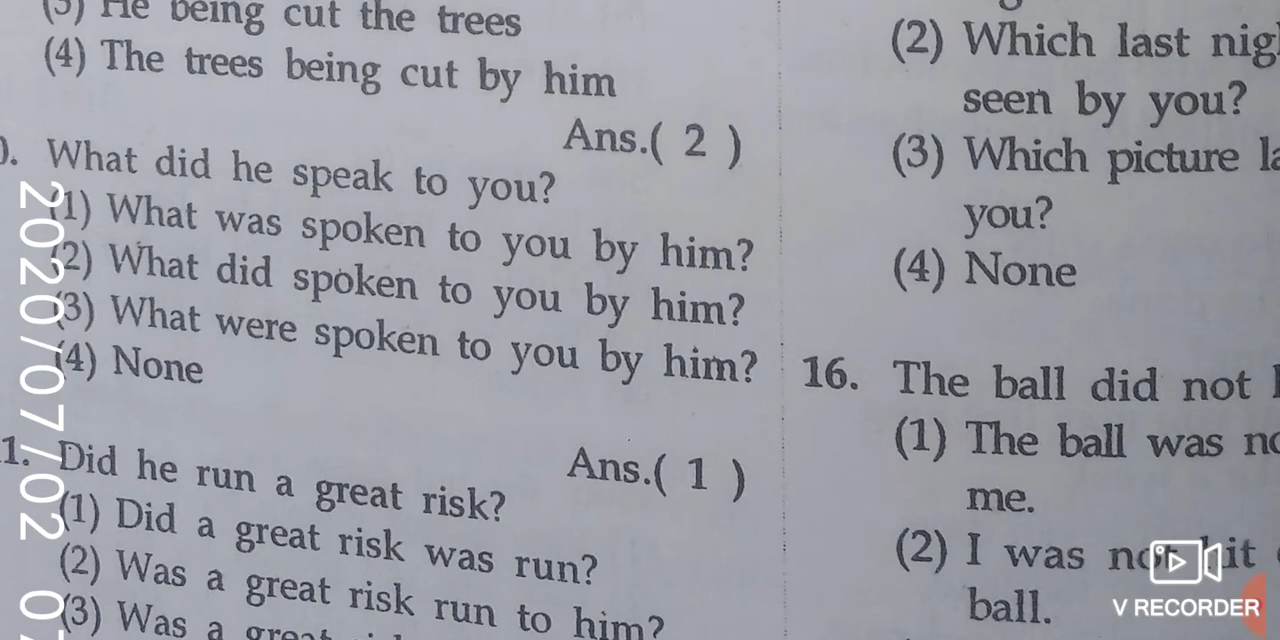 (3) He being cut the trees
(4) The trees being cut by him
Ans.( 2 )
What did he speak to you?
(1) What was spoken to you by him?
(2) What did spoken to you by him?
(3) What were spoken to you by him?
(4) None
Ans.( 1 )
1. Did he run a great risk?
(1) Did a great risk was run?
(2) Was a great risk run to him?
(3) Was a great
(2) Which last
seen by you?
(3) Which picture
you?
(4) None
16. The ball did not
(1) The ball was
me.
(2) I was not hit
ball.
2020/07/02
V RECORDER